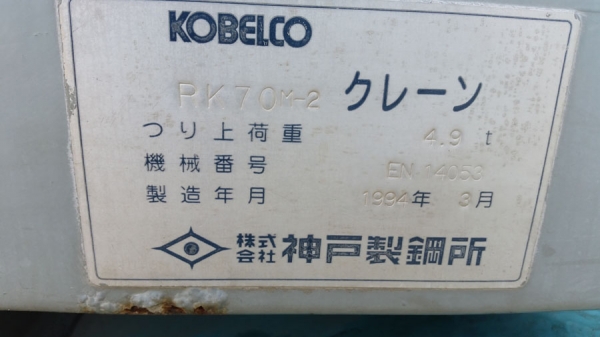 KOBELCO
RK70M-2 クレーン
つり上荷重 4.9 t
機械番号 EN 14053
製造年月 1994年 3月
株式会社 神戸製鋼所